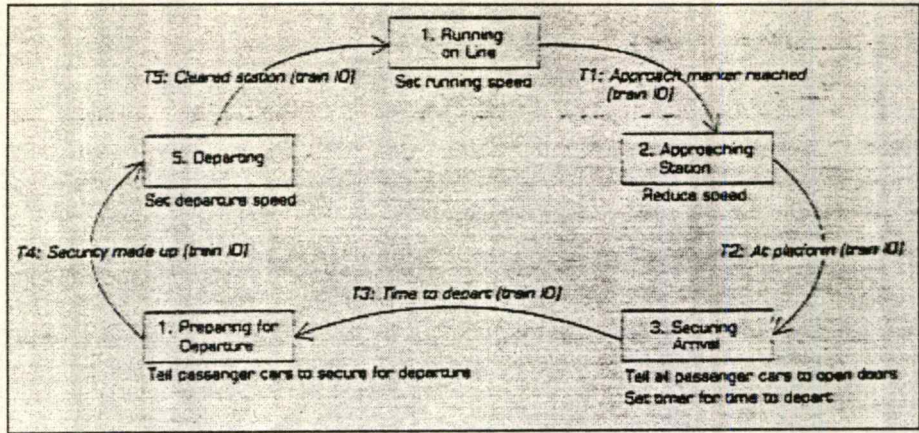 1. Running
on Line
Set running speed
T5: Cleared station (train ID)
T1: Approach marker reached
(train ID)
5. Departing
Set departure speed
2. Approaching
Station
Reduce speed
T4: Security made up (train ID)
T2: At platform (train ID)
T3: Time to depart (train ID)
1. Preparing for
Departure
Tell passenger cars to secure for departure
3. Securing
Arrival
Tell all passenger cars to open doors
Set timer for time to depart